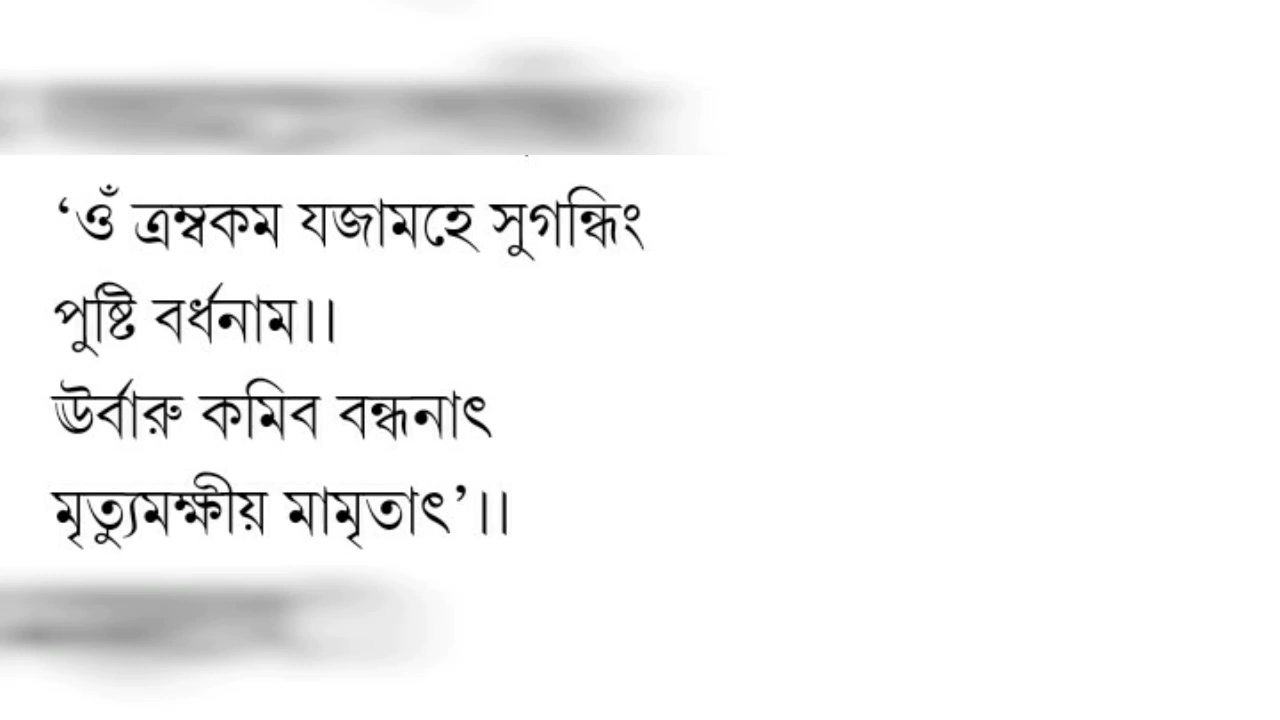 ‘ওঁ ত্রম্বকম যজামহে সুগন্ধিং
পুষ্টি বর্ধনাম।।
ঊর্বারু কমিব বন্ধনাৎ
মৃত্যুমক্ষীয় মামৃতাৎ’।।